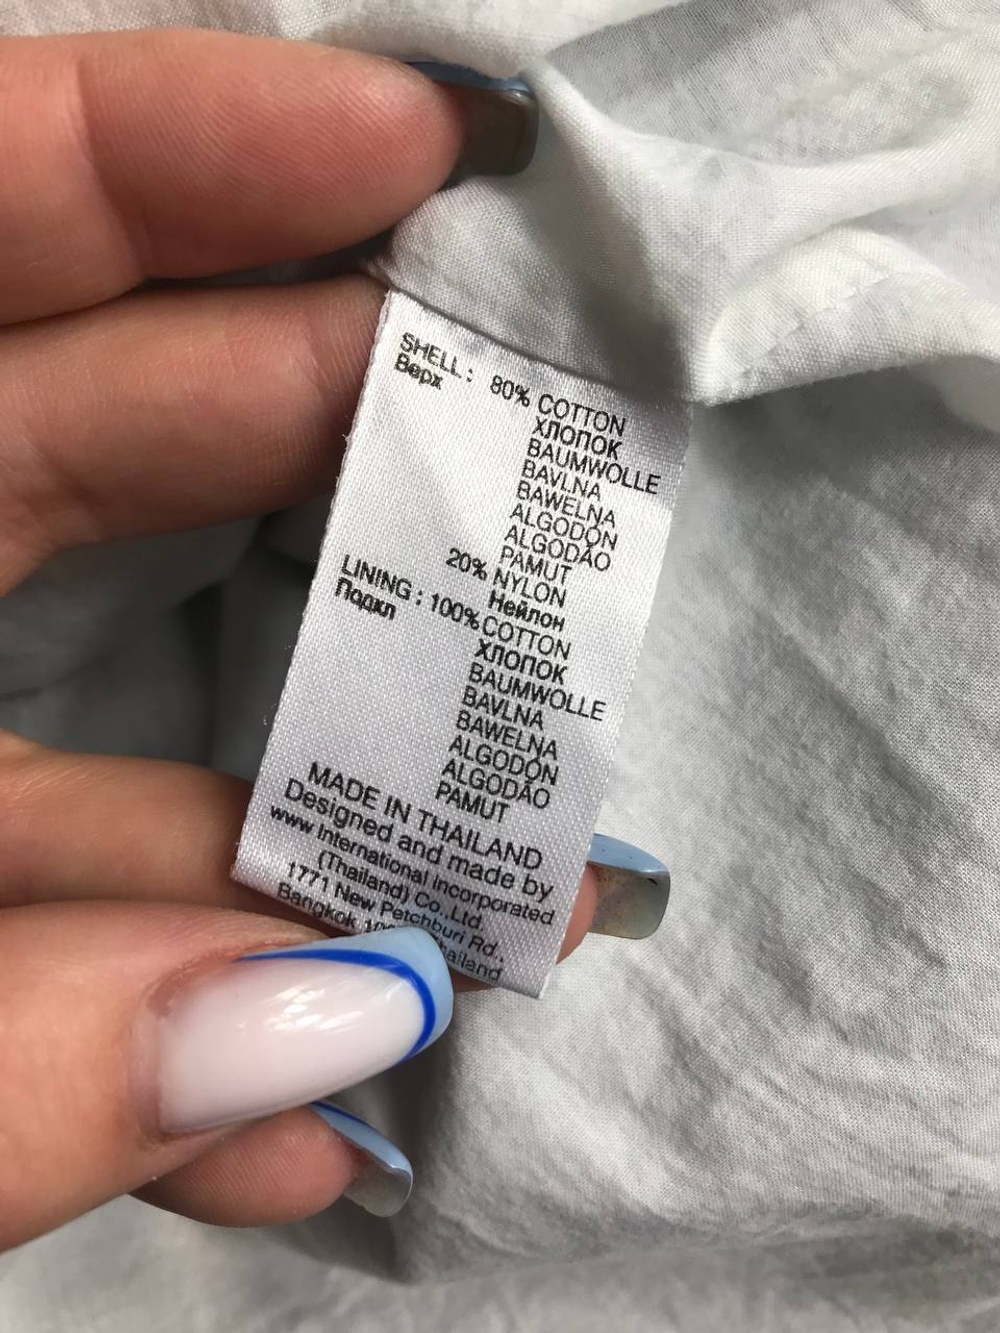 SHELL: 80% COTTON
Верх
ХЛОПОК
BAUMWOLLE
BAVLNA
BAWEŁNA
ALGODÓN
ALGODÃO
PAMUT
20% NYLON
Нейлон
LINING: 100% COTTON
Подкл
ХЛОПОК
BAUMWOLLE
BAVLNA
BAWEŁNA
ALGODÓN
ALGODÃO
PAMUT
MADE IN THAILAND
Designed and made by
www International incorporated
(Thailand) Co.,Ltd.
1771 New Petchburi Rd.,
Bangkok